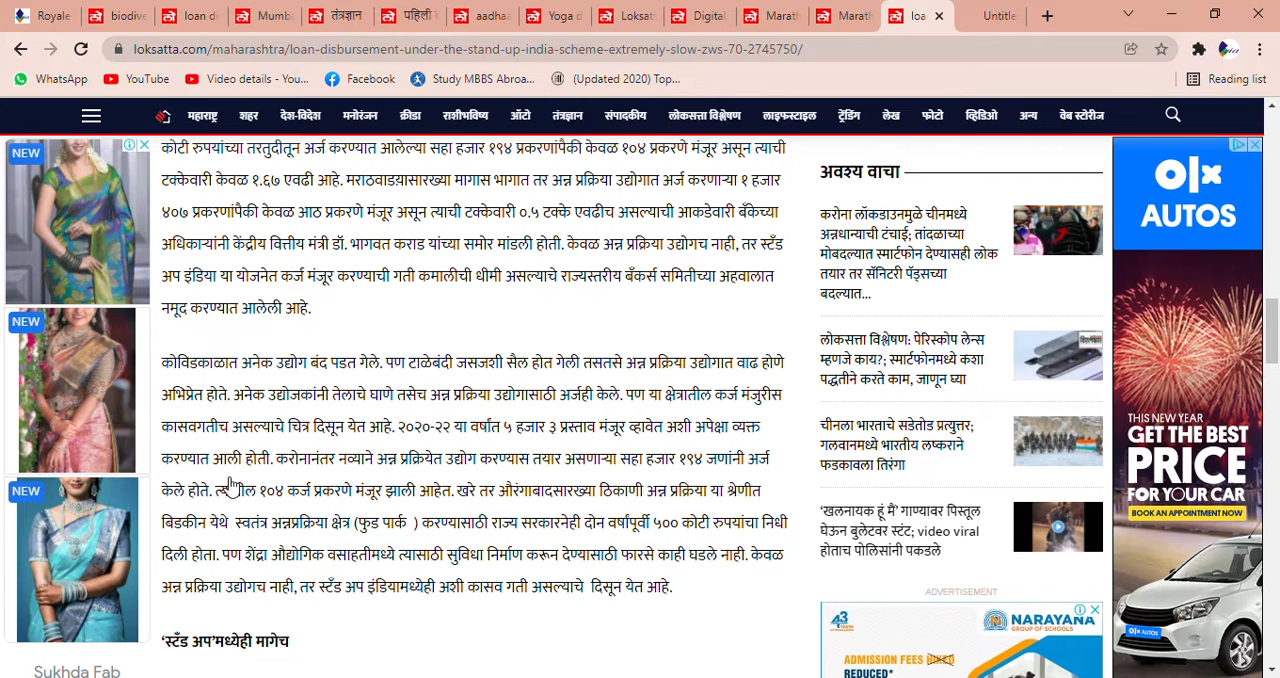 Royale
biodive
loan di
Mumba
तंत्रज्ञान
पहिली
aadhaa
Yoga d
Loksatt
Digital
Marath
Marath
loa
Untitle
loksatta.com/maharashtra/loan-disbursement-under-the-stand-up-india-scheme-extremely-slow-zws-70-2745750/
WhatsApp
YouTube
Video details - You...
Facebook
Study MBBS Abroa...
(Updated 2020) Top...
Reading list
महाराष्ट्र शहर देश-विदेश मनोरंजन क्रीडा राशीभविष्य ऑटो तंत्रज्ञान संपादकीय लोकसत्ता विश्लेषण लाइफस्टाइल ट्रेंडिंग लेख फोटो व्हिडिओ अन्य वेब स्टोरीज
NEW
NEW
NEW
Sukhda Fab
कोटी रुपयांच्या तरतुदीतून अर्ज करण्यात आलेल्या सहा हजार १९४ प्रकरणांपैकी केवळ १०४ प्रकरणे मंजूर असून त्याची
टक्केवारी केवळ १.६७ एवढी आहे. मराठवाडय़ासारख्या मागास भागात तर अन्न प्रक्रिया उद्योगात अर्ज करणाऱ्या १ हजार
४०७ प्रकरणांपैकी केवळ आठ प्रकरणे मंजूर असून त्याची टक्केवारी ०.५ टक्के एवढीच असल्याची आकडेवारी बँकेच्या
अधिकाऱ्यांनी केंद्रीय वित्तीय मंत्री डॉ. भागवत कराड यांच्या समोर मांडली होती. केवळ अन्न प्रक्रिया उद्योगच नाही, तर स्टँड
अप इंडिया या योजनेत कर्ज मंजूर करण्याची गती कमालीची धीमी असल्याचे राज्यस्तरीय बँकर्स समितीच्या अहवालात
नमूद करण्यात आलेली आहे.
कोविडकाळात अनेक उद्योग बंद पडत गेले. पण टाळेबंदी जसजशी सैल होत गेली तसतसे अन्न प्रक्रिया उद्योगात वाढ होणे
अभिप्रेत होते. अनेक उद्योजकांनी तेलाचे घाणे तसेच अन्न प्रक्रिया उद्योगासाठी अर्जही केले. पण या क्षेत्रातील कर्ज मंजुरीस
कासवगतीच असल्याचे चित्र दिसून येत आहे. २०२०-२२ या वर्षांत ५ हजार ३ प्रस्ताव मंजूर व्हावेत अशी अपेक्षा व्यक्त
करण्यात आली होती. करोनानंतर नव्याने अन्न प्रक्रियेत उद्योग करण्यास तयार असणाऱ्या सहा हजार १९४ जणांनी अर्ज
केले होते. १०४ कर्ज प्रकरणे मंजूर झाली आहेत. खरे तर औरंगाबादसारख्या ठिकाणी अन्न प्रक्रिया या श्रेणीत
बिडकीन येथे स्वतंत्र अन्नप्रक्रिया क्षेत्र (फुड पार्क ) करण्यासाठी राज्य सरकारनेही दोन वर्षांपूर्वी ५०० कोटी रुपयांचा निधी
दिली होता. पण शेंद्रा औद्योगिक वसाहतीमध्ये त्यासाठी सुविधा निर्माण करून देण्यासाठी फारसे काही घडले नाही. केवळ
अन्न प्रक्रिया उद्योगच नाही, तर स्टँड अप इंडियामध्येही अशी कासव गती असल्याचे दिसून येत आहे.
‘स्टँड अप’मध्येही मागेच
अवश्य वाचा
करोना लॉकडाउनमुळे चीनमध्ये
अन्नधान्याची टंचाई; तांदळाच्या
मोबदल्यात स्मार्टफोन देण्यासही लोक
तयार तर सॅनिटरी पॅड्सच्या
बदल्यात...
लोकसत्ता विश्लेषण: पेरिस्कोप लेन्स
म्हणजे काय?; स्मार्टफोनमध्ये कशा
पद्धतीने करते काम, जाणून घ्या
चीनला भारताचे सडेतोड प्रत्युत्तर;
गलवानमध्ये भारतीय लष्कराने
फडकावला तिरंगा
‘खलनायक हूं मै’ गाण्यावर पिस्तूल
घेऊन बुलेटवर स्टंट; video viral
होताच पोलिसांनी पकडले
ADVERTISEMENT
43
NARAYANA
GROUP OF SCHOOLS
ADMISSION FEES HIKED
REDUCED*
olx
AUTOS
THIS NEW YEAR
GET THE BEST
PRICE
FOR YOUR CAR
BOOK AN APPOINTMENT NOW